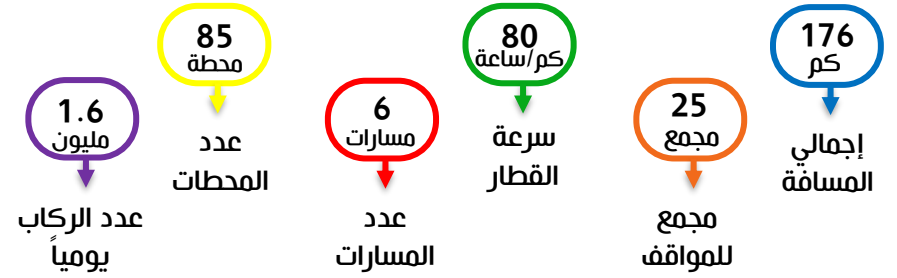 176
كم
إجمالي
المسافة
25
مجمع
مجمع
للمواقف
80
كم/ساعة
سرعة
القطار
6
مسارات
عدد
المسارات
85
محطة
عدد
المحطات
1.6
مليون
عدد الركاب
يومياً